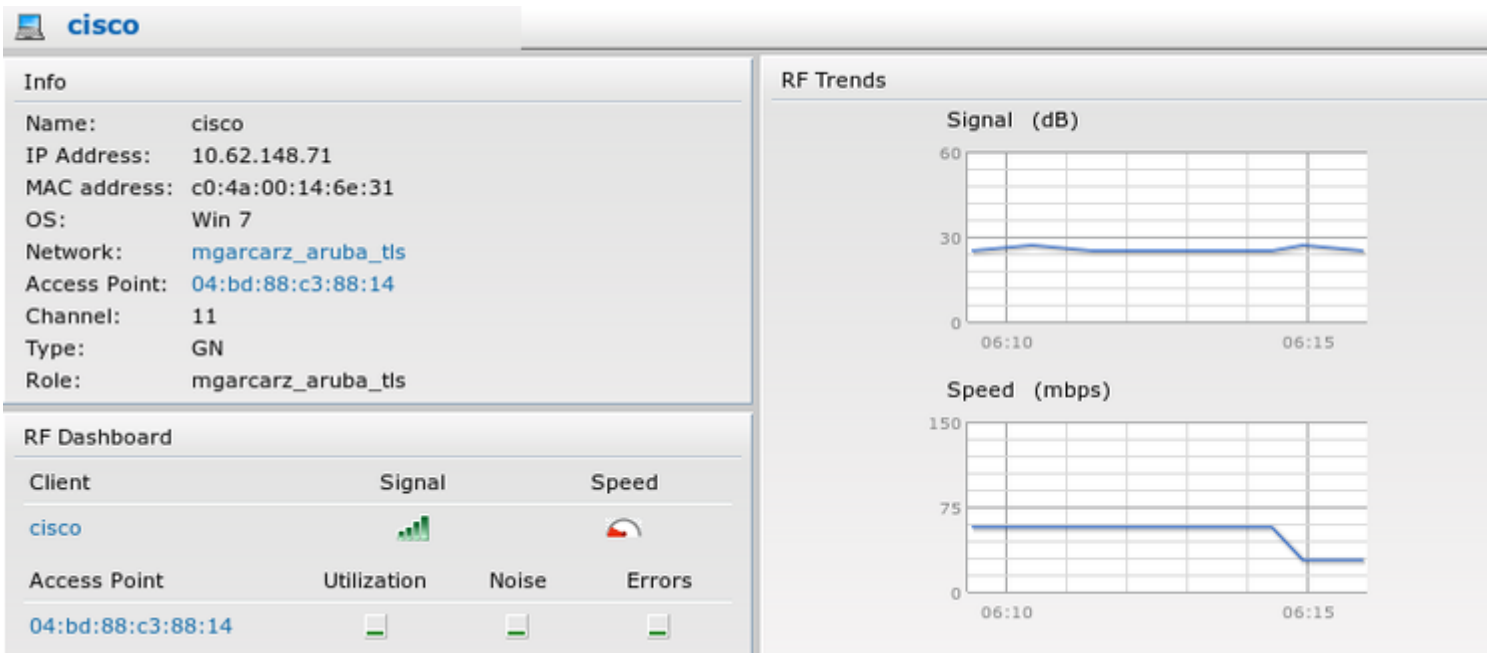 cisco
Info
Name: cisco
IP Address: 10.62.148.71
MAC address: c0:4a:00:14:6e:31
OS: Win 7
Network: mgarcarz_aruba_tls
Access Point: 04:bd:88:c3:88:14
Channel: 11
Type: GN
Role: mgarcarz_aruba_tls
RF Dashboard
Client Signal Speed
cisco
Access Point Utilization Noise Errors
04:bd:88:c3:88:14
RF Trends
Signal (dB)
60
30
0
06:10 06:15
Speed (mbps)
150
75
0
06:10 06:15